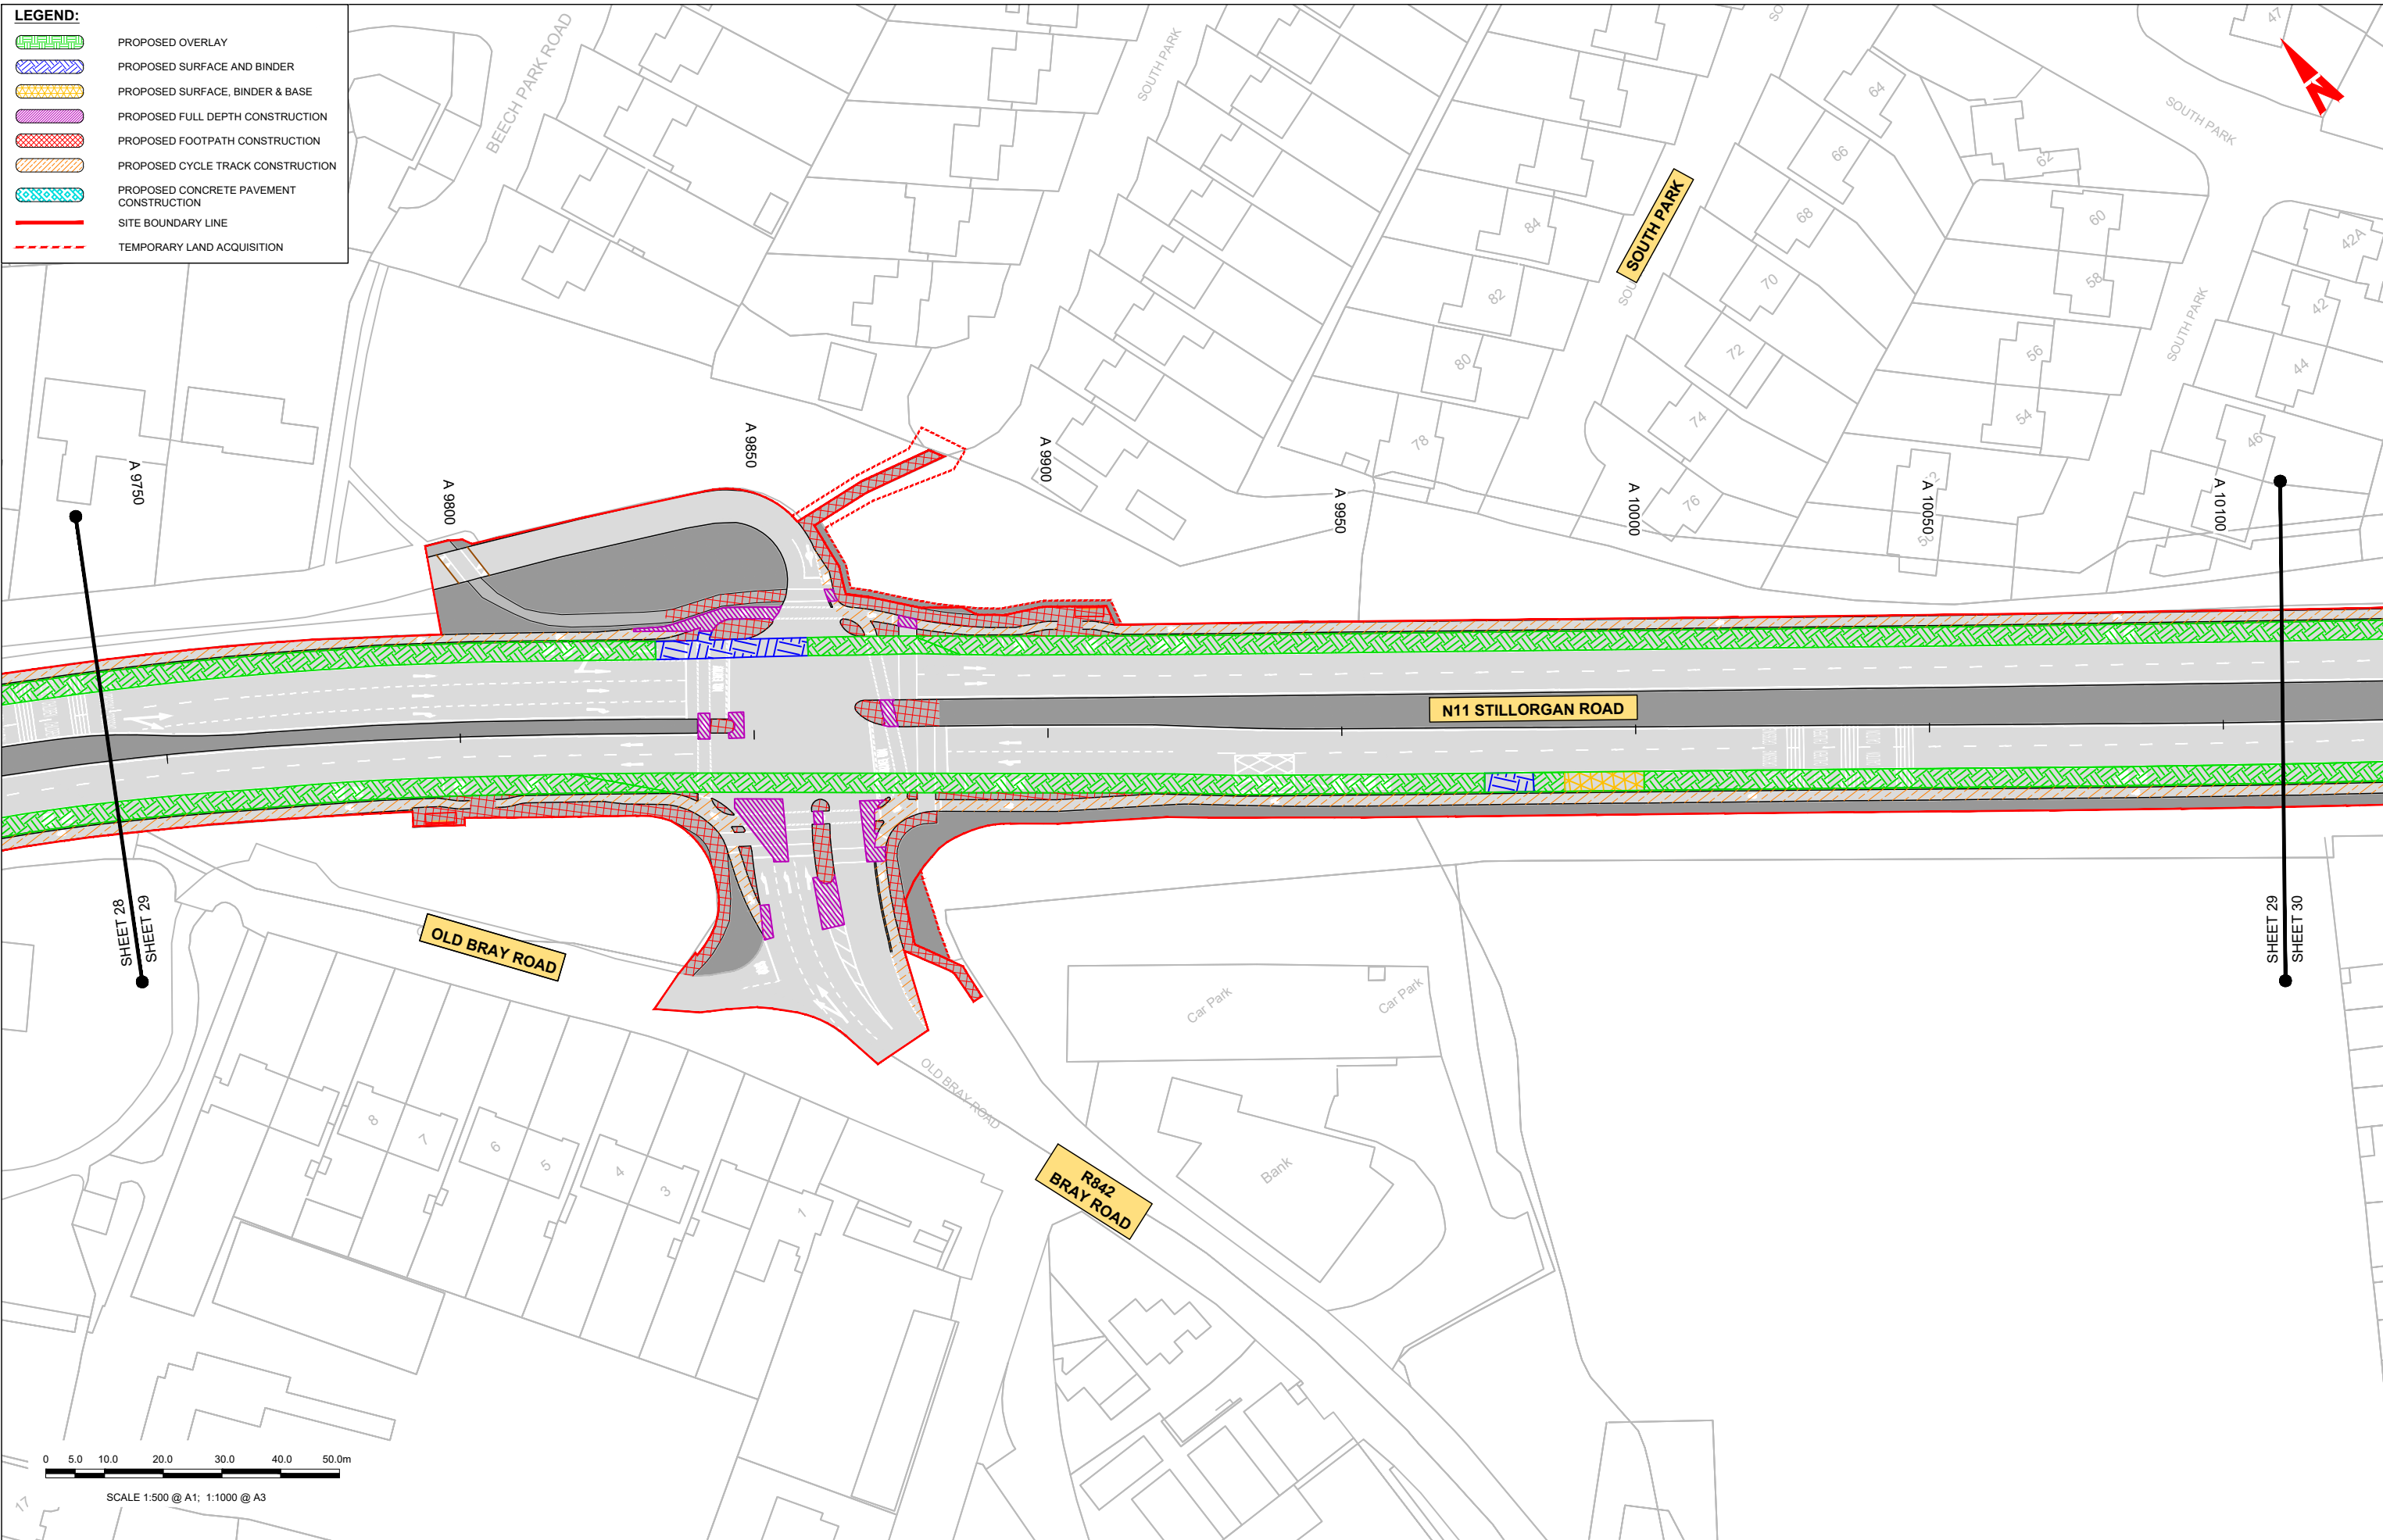 LEGEND:
PROPOSED OVERLAY
PROPOSED SURFACE AND BINDER
PROPOSED SURFACE, BINDER & BASE
PROPOSED FULL DEPTH CONSTRUCTION
PROPOSED FOOTPATH CONSTRUCTION
PROPOSED CYCLE TRACK CONSTRUCTION
PROPOSED CONCRETE PAVEMENT
CONSTRUCTION
SITE BOUNDARY LINE
TEMPORARY LAND ACQUISITION
BEECH PARK ROAD
SOUTH PARK
SOUTH PARK
SOUTH PARK
SOUTH PARK
47
64
66
68
70
72
74
76
62
60
58
56
54
42A
42
44
46
84
82
80
78
A 9750
A 9800
A 9850
A 9900
A 9950
A 10000
A 10050
A 10100
N11 STILLORGAN ROAD
SHEET 28
SHEET 29
SHEET 29
SHEET 30
OLD BRAY ROAD
OLD BRAY ROAD
R842
BRAY ROAD
Car Park
Car Park
Bank
8
7
6
5
4
3
1
17
0 5.0 10.0 20.0 30.0 40.0 50.0m
SCALE 1:500 @ A1; 1:1000 @ A3